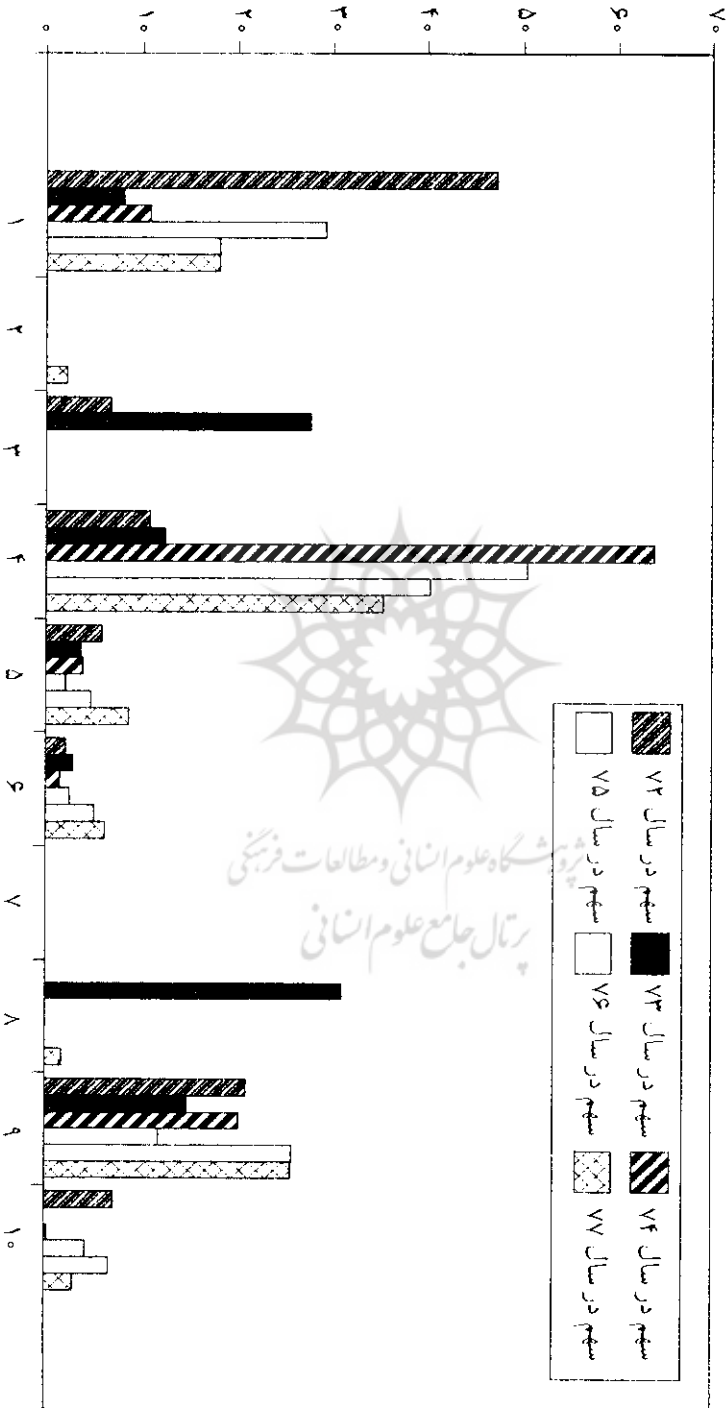 ۷۰
۶۰
۵۰
۴۰
۳۰
۲۰
۱۰
۰
۱ ۲ ۳ ۴ ۵ ۶ ۷ ۸ ۹ ۱۰
سهم در سال ۷۲ سهم در سال ۷۳ سهم در سال ۷۴
سهم در سال ۷۵ سهم در سال ۷۶ سهم در سال ۷۷
پژوهشگاه علوم انسانی و مطالعات فرهنگی
پرتال جامع علوم انسانی